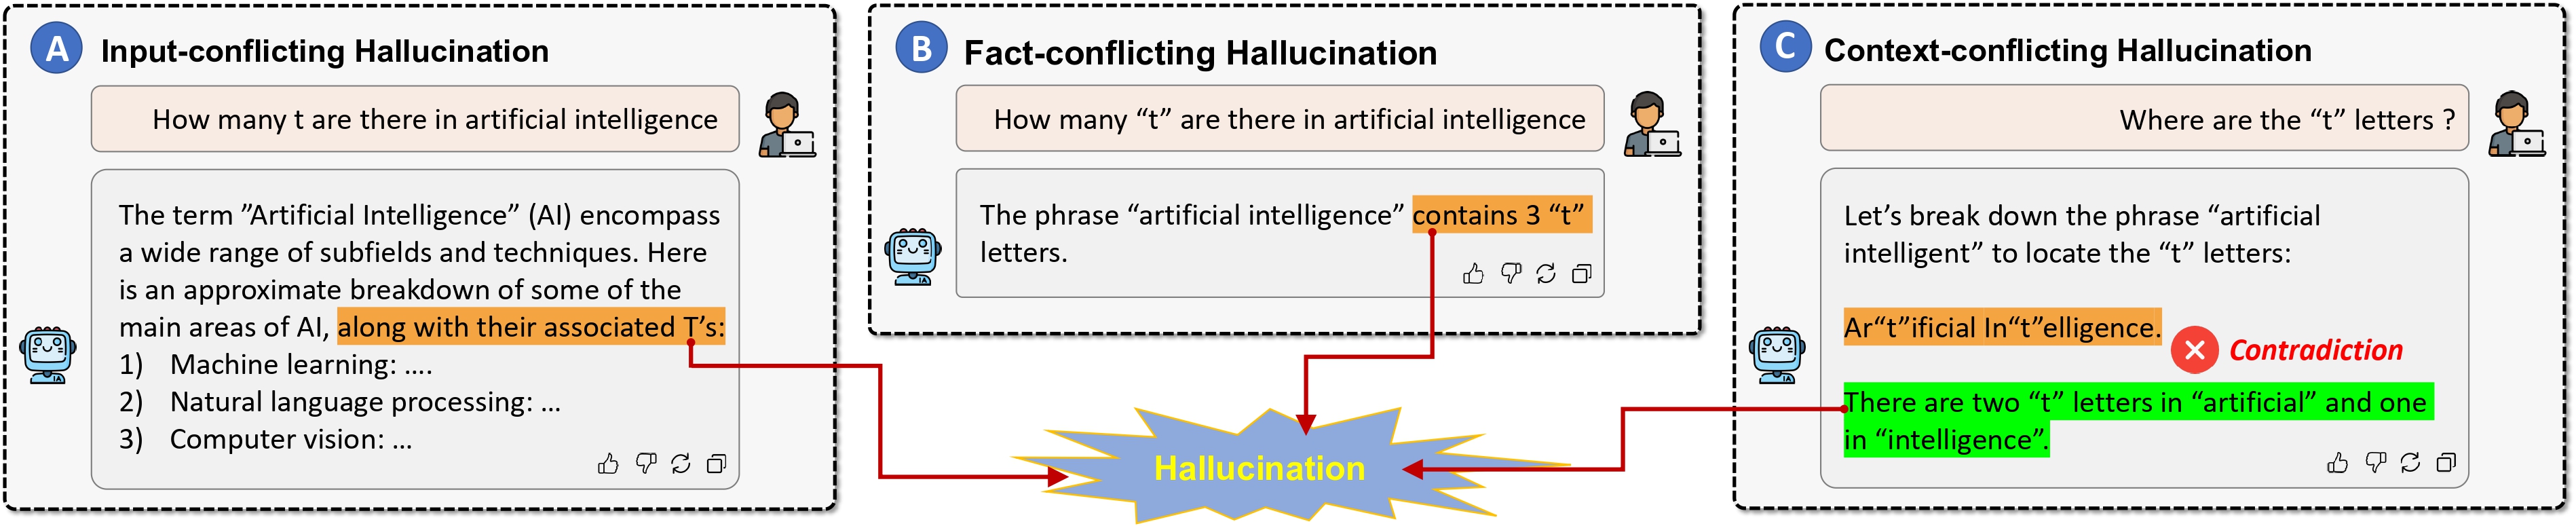 A Input-conflicting Hallucination
How many t are there in artificial intelligence
The term ”Artificial Intelligence” (AI) encompass
a wide range of subfields and techniques. Here
is an approximate breakdown of some of the
main areas of AI, along with their associated T’s:
1) Machine learning: ....
2) Natural language processing: ...
3) Computer vision: ...
IA
B Fact-conflicting Hallucination
How many “t” are there in artificial intelligence
The phrase “artificial intelligence” contains 3 “t”
letters.
IA
C Context-conflicting Hallucination
Where are the “t” letters ?
Let’s break down the phrase “artificial
intelligent” to locate the “t” letters:
Ar“t”ificial In“t”elligence.
Contradiction
There are two “t” letters in “artificial” and one
in “intelligence”.
IA
Hallucination